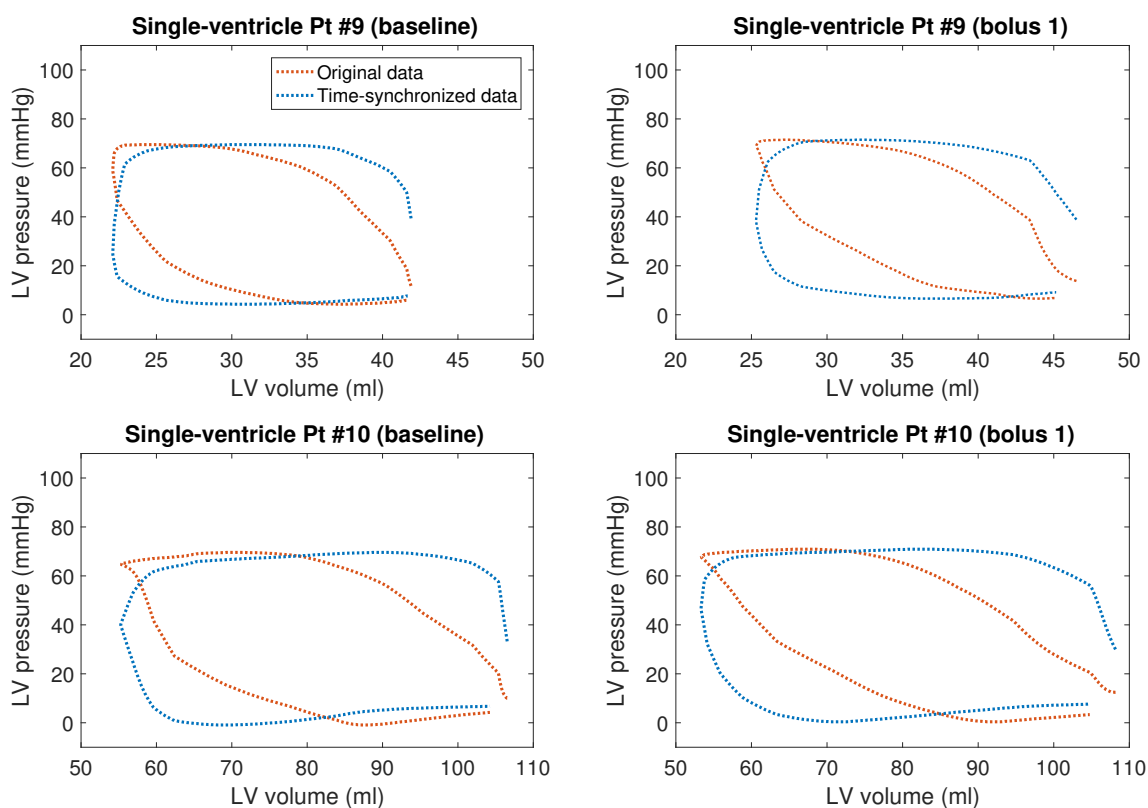 Single-ventricle Pt #9 (baseline)
LV pressure (mmHg)
100
80
60
40
20
0
Original data
Time-synchronized data
20 25 30 35 40 45 50
LV volume (ml)
Single-ventricle Pt #9 (bolus 1)
LV pressure (mmHg)
100
80
60
40
20
0
20 25 30 35 40 45 50
LV volume (ml)
Single-ventricle Pt #10 (baseline)
LV pressure (mmHg)
100
80
60
40
20
0
50 60 70 80 90 100 110
LV volume (ml)
Single-ventricle Pt #10 (bolus 1)
LV pressure (mmHg)
100
80
60
40
20
0
50 60 70 80 90 100 110
LV volume (ml)